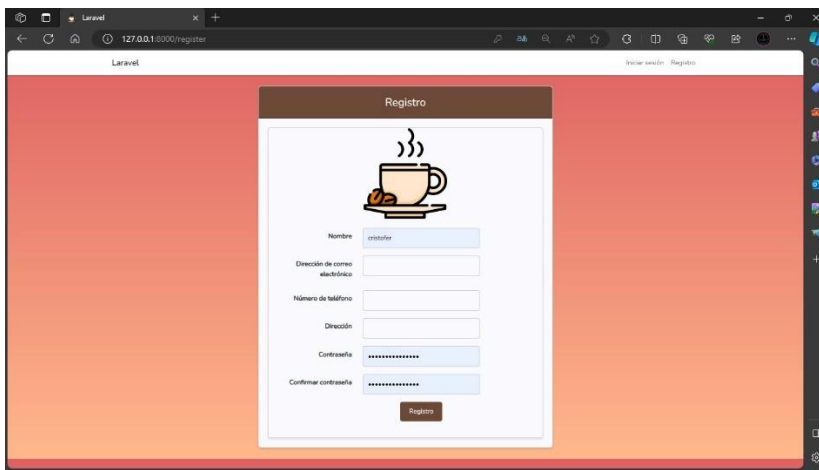 Laravel
127.0.0.1:8000/register
Laravel
Iniciar sesión Registro
Registro
Nombre
cristofer
Dirección de correo
electrónico
Número de teléfono
Dirección
Contraseña
Confirmar contraseña
Registro